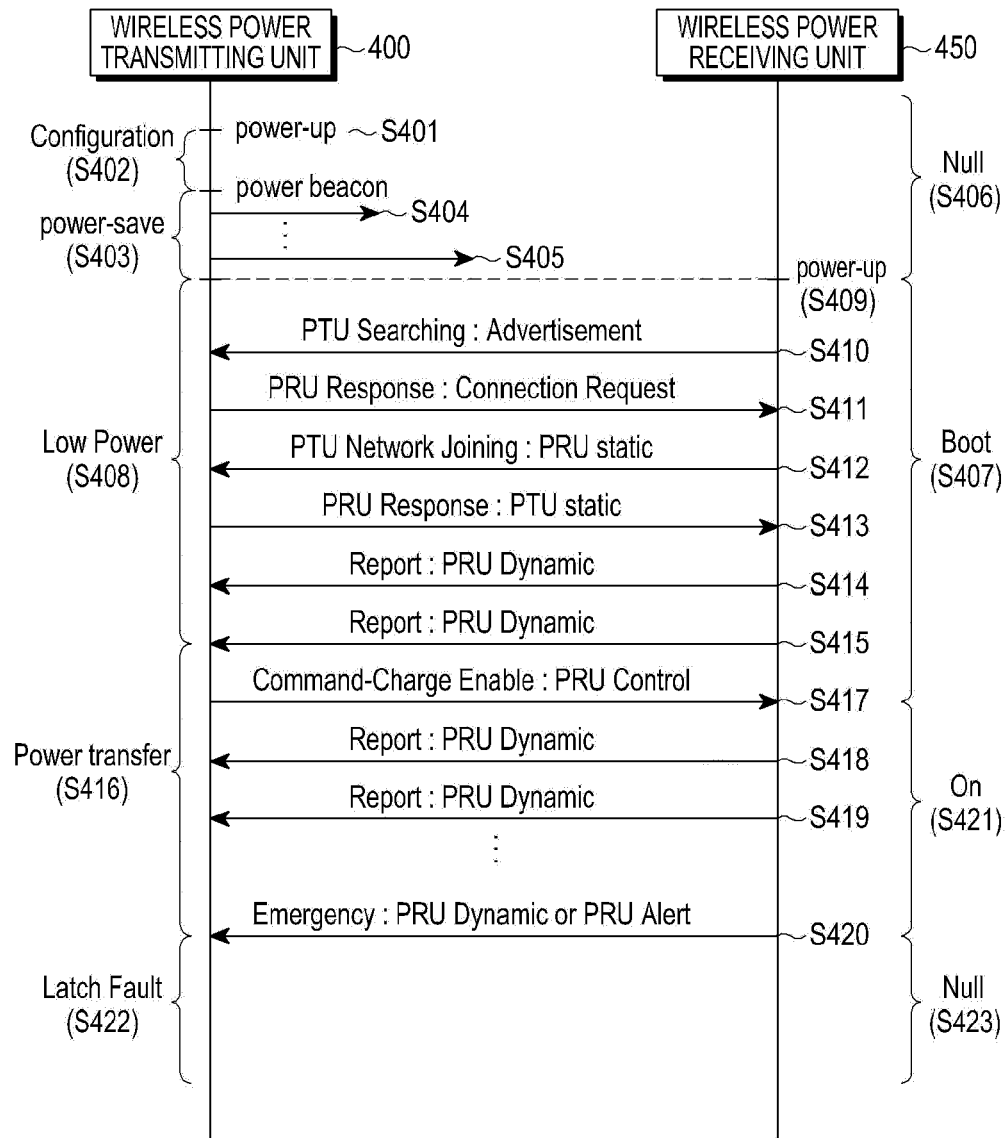 WIRELESS POWER
TRANSMITTING UNIT
400
WIRELESS POWER
RECEIVING UNIT
450
Configuration
(S402)
power-up
S401
Null
(S406)
power beacon
power-save
(S403)
S404
S405
power-up
(S409)
PTU Searching : Advertisement
S410
PRU Response : Connection Request
S411
Low Power
(S408)
PTU Network Joining : PRU static
S412
Boot
(S407)
PRU Response : PTU static
S413
Report : PRU Dynamic
S414
Report : PRU Dynamic
S415
Command-Charge Enable : PRU Control
S417
Power transfer
(S416)
Report : PRU Dynamic
S418
Report : PRU Dynamic
S419
On
(S421)
Emergency : PRU Dynamic or PRU Alert
S420
Latch Fault
(S422)
Null
(S423)